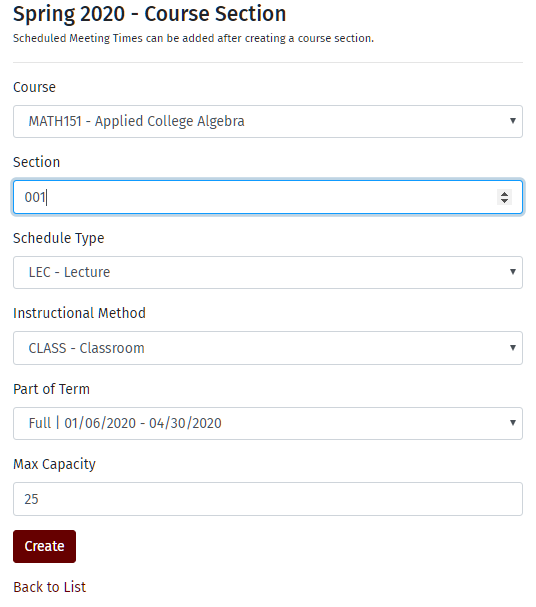 Spring 2020 - Course Section
Scheduled Meeting Times can be added after creating a course section.
Course
MATH151 - Applied College Algebra
Section
001
Schedule Type
LEC - Lecture
Instructional Method
CLASS - Classroom
Part of Term
Full | 01/06/2020 - 04/30/2020
Max Capacity
25
Create
Back to List